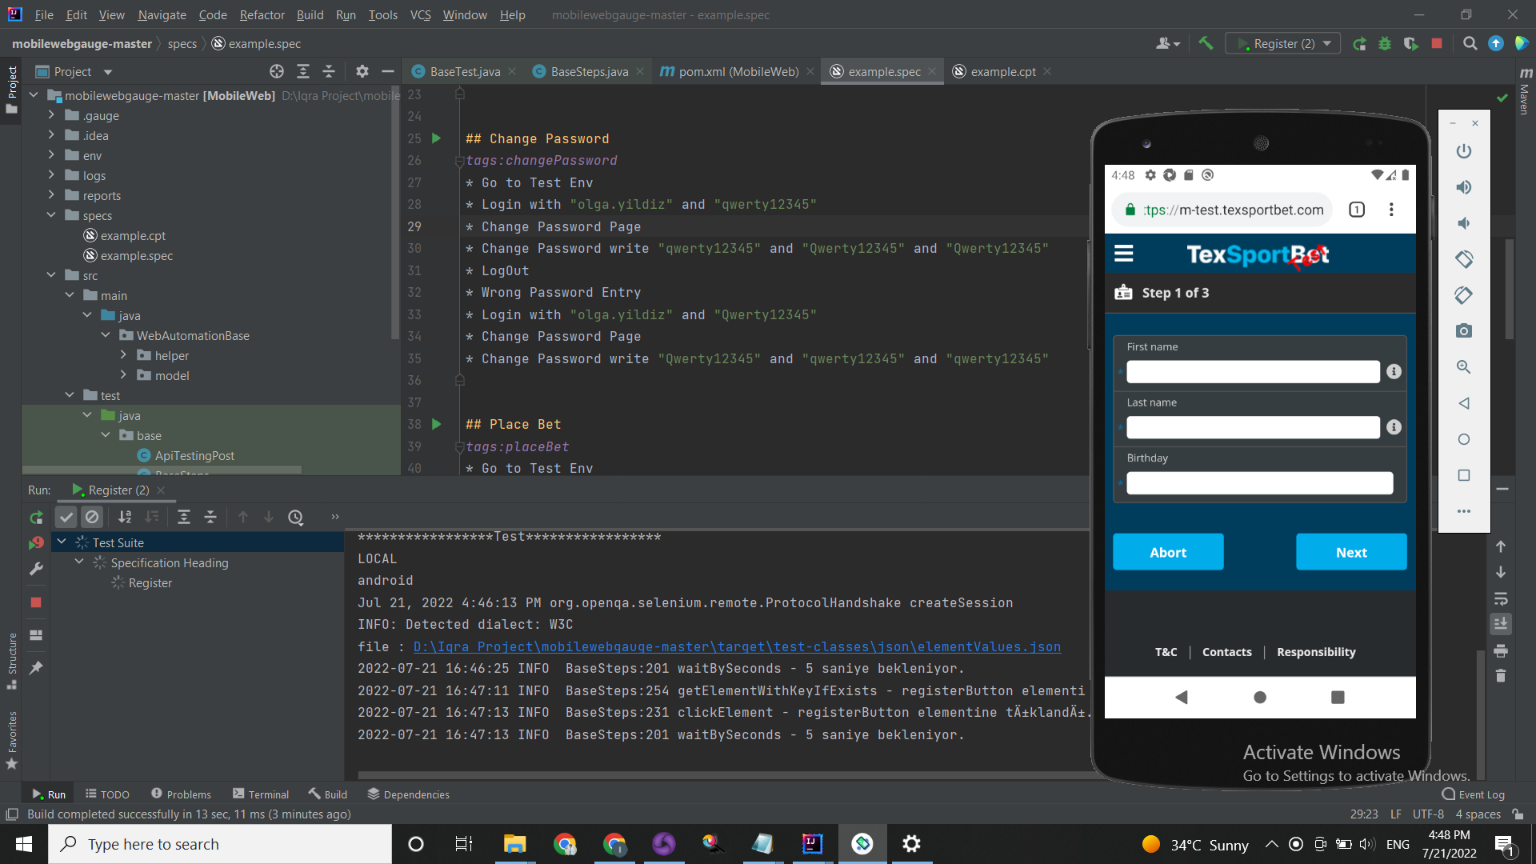 File Edit View Navigate Code Refactor Build Run Tools VCS Window Help mobilewebgauge-master - example.spec
mobilewebgauge-master specs example.spec Register (2)
Project
BaseTest.java BaseSteps.java pom.xml (MobileWeb) example.spec example.cpt
Project
Maven
mobilewebgauge-master [MobileWeb] D:\Iqra Project\mobile
.gauge
.idea
env
logs
reports
specs
example.cpt
example.spec
src
main
java
WebAutomationBase
helper
model
test
java
base
ApiTestingPost
23
24
25 ## Change Password
26 tags:changePassword
27 * Go to Test Env
28 * Login with "olga.yildiz" and "qwerty12345"
29 * Change Password Page
30 * Change Password write "qwerty12345" and "Qwerty12345" and "Qwerty12345"
31 * LogOut
32 * Wrong Password Entry
33 * Login with "olga.yildiz" and "Qwerty12345"
34 * Change Password Page
35 * Change Password write "Qwerty12345" and "qwerty12345" and "qwerty12345"
36
37
38 ## Place Bet
39 tags:placeBet
40 * Go to Test Env
4:48
:tps://m-test.texsportbet.com 1
TexSportBet
Test
Step 1 of 3
First name
Last name
Birthday
Abort Next
T&C | Contacts | Responsibility
Run: Register (2)
Test Suite
Specification Heading
Register
*****************Test*****************
LOCAL
android
Jul 21, 2022 4:46:13 PM org.openqa.selenium.remote.ProtocolHandshake createSession
INFO: Detected dialect: W3C
file : D:\Iqra Project\mobilewebgauge-master\target\test-classes\json\elementValues.json
2022-07-21 16:46:25 INFO BaseSteps:201 waitBySeconds - 5 saniye bekleniyor.
2022-07-21 16:47:11 INFO BaseSteps:254 getElementWithKeyIfExists - registerButton elementi
2022-07-21 16:47:13 INFO BaseSteps:231 clickElement - registerButton elementine tÄ±klandÄ±.
2022-07-21 16:47:13 INFO BaseSteps:201 waitBySeconds - 5 saniye bekleniyor.
Structure
Favorites
Activate Windows
Go to Settings to activate Windows.
Run TODO Problems Terminal Build Dependencies Event Log
Build completed successfully in 13 sec, 11 ms (3 minutes ago) 29:23 LF UTF-8 4 spaces
Type here to search
34°C Sunny ENG
4:48 PM
7/21/2022
1